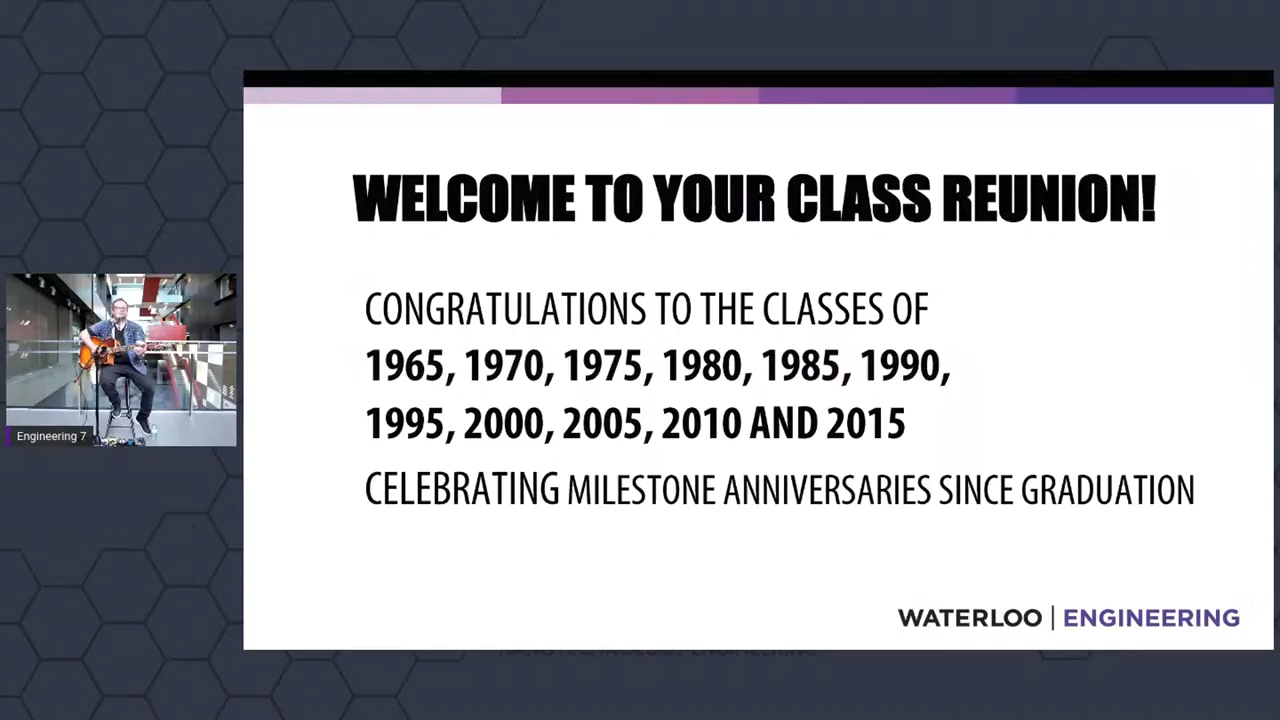 WELCOME TO YOUR CLASS REUNION!
CONGRATULATIONS TO THE CLASSES OF
1965, 1970, 1975, 1980, 1985, 1990,
1995, 2000, 2005, 2010 AND 2015
CELEBRATING MILESTONE ANNIVERSARIES SINCE GRADUATION
Engineering 7
WATERLOO | ENGINEERING